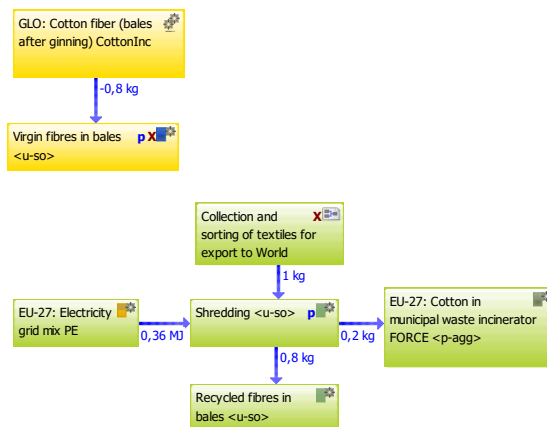 GLO: Cotton fiber (bales
after ginning) CottonInc
-0,8 kg
Virgin fibres in bales
<u-so>
p X
Collection and
sorting of textiles for
export to World
X
1 kg
EU-27: Electricity
grid mix PE
0,36 MJ
Shredding <u-so>
p
0,2 kg
EU-27: Cotton in
municipal waste incinerator
FORCE <p-agg>
0,8 kg
Recycled fibres in
bales <u-so>